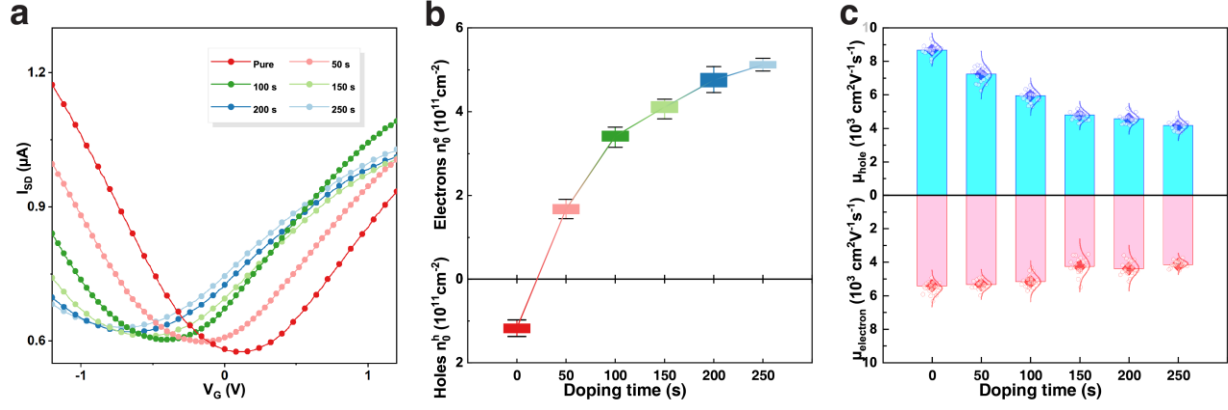 a
1.2
0.9
0.6
I_SD (μA)
-1
0
1
V_G (V)
Pure
50 s
100 s
150 s
200 s
250 s
b
6
4
2
0
2
Electrons n_0^e (10^11cm^-2)
Holes n_0^h (10^11cm^-2)
0
50
100
150
200
250
Doping time (s)
c
10
8
6
4
2
0
2
4
6
8
10
μ_hole (10^3 cm^2V^-1s^-1)
μ_electron (10^3 cm^2V^-1s^-1)
0
50
100
150
200
250
Doping time (s)